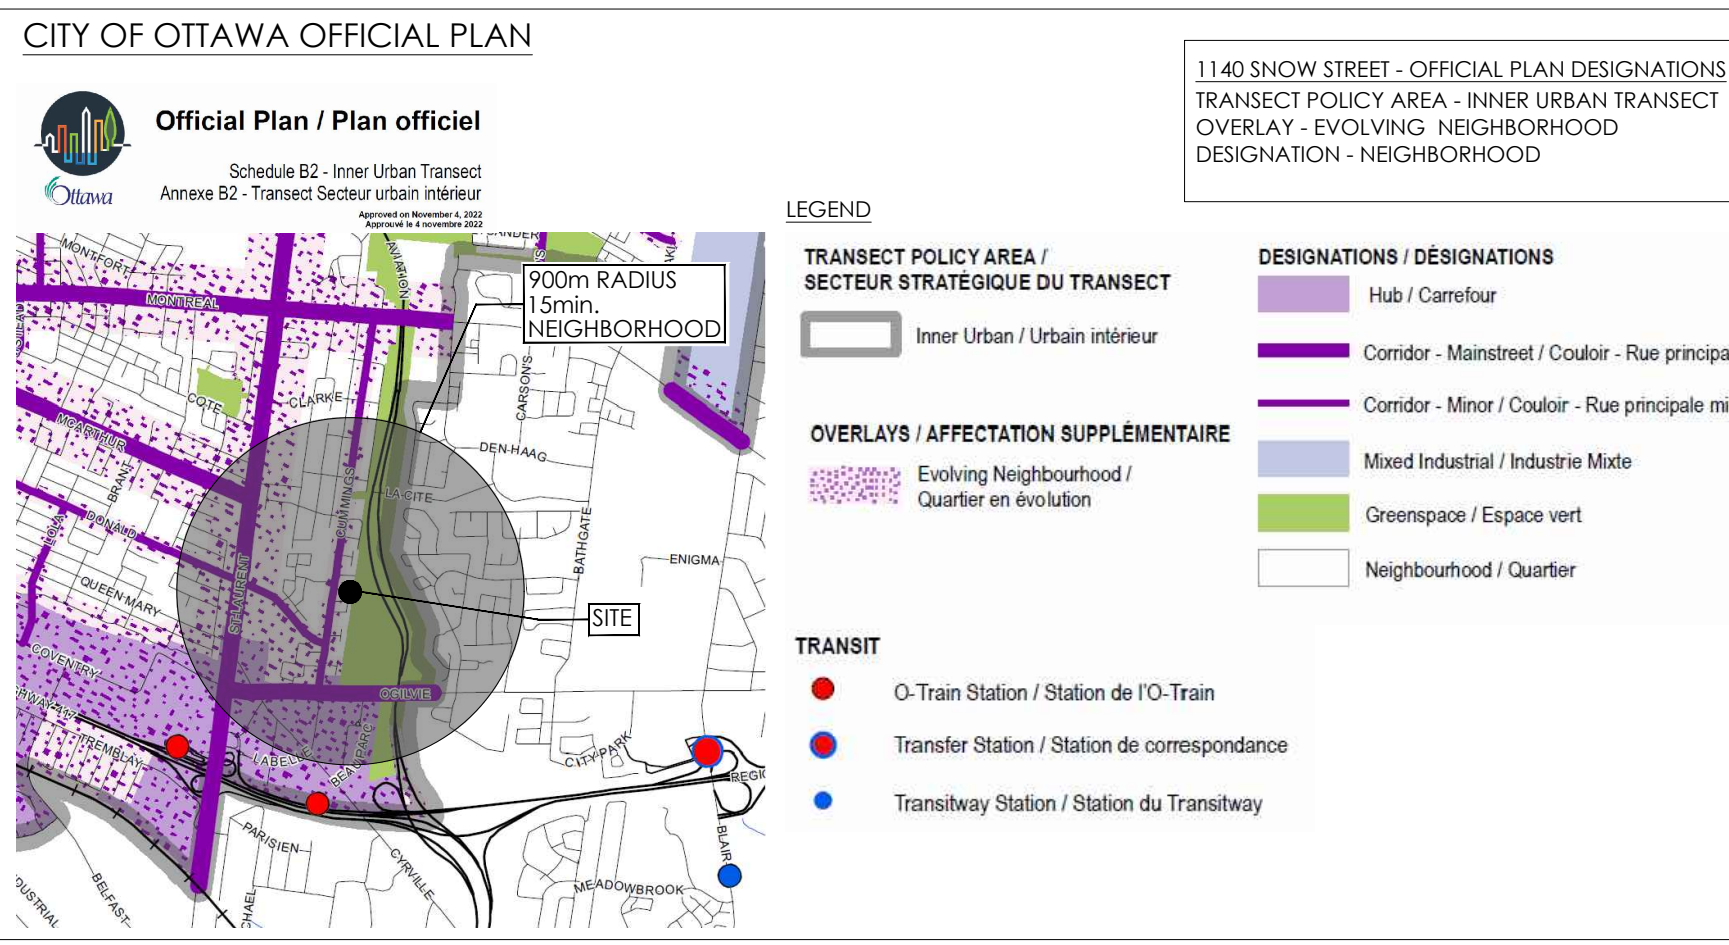 CITY OF OTTAWA OFFICIAL PLAN
1140 SNOW STREET - OFFICIAL PLAN DESIGNATIONS
TRANSECT POLICY AREA - INNER URBAN TRANSECT
OVERLAY - EVOLVING NEIGHBORHOOD
DESIGNATION - NEIGHBORHOOD
Official Plan / Plan officiel
Schedule B2 - Inner Urban Transect
Annexe B2 - Transect Secteur urbain intérieur
Approved on November 4, 2022
Approuvé le 4 novembre 2022
Ottawa
LEGEND
TRANSECT POLICY AREA /
SECTEUR STRATÉGIQUE DU TRANSECT
Inner Urban / Urbain intérieur
OVERLAYS / AFFECTATION SUPPLÉMENTAIRE
Evolving Neighbourhood /
Quartier en évolution
DESIGNATIONS / DÉSIGNATIONS
Hub / Carrefour
Corridor - Mainstreet / Couloir - Rue principa
Corridor - Minor / Couloir - Rue principale mi
Mixed Industrial / Industrie Mixte
Greenspace / Espace vert
Neighbourhood / Quartier
TRANSIT
O-Train Station / Station de l'O-Train
Transfer Station / Station de correspondance
Transitway Station / Station du Transitway
900m RADIUS
15min.
NEIGHBORHOOD
SITE
MONTFORT
MONTREAL
AVIATION
COTE
CLARKE
CARSONS
MCARTHUR
BRANT
DEN-HAAG
LA-CITE
CUMMINGS
LOLA
DONALD
BATHGATE
ENIGMA
QUEEN-MARY
ST-LAURENT
COVENTRY
OGILVIE
HWAY-417
TREMBLAY
LABELLE
BEAUPARC
CITY-PARK
REGIO
PARISIEN
CYRVILLE
BLAIR
MEADOWBROOK
BELFAST
DUSTRIAL
CHAEL